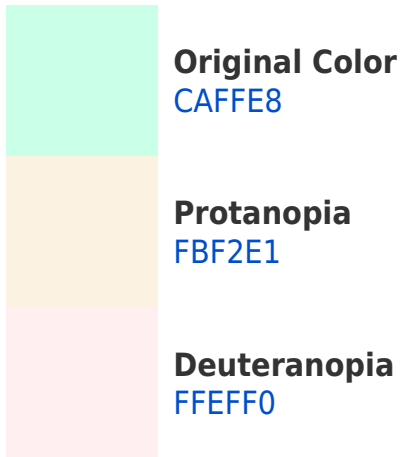 Original Color
CAFFE8
Protanopia
FBF2E1
Deuteranopia
FFEFF0